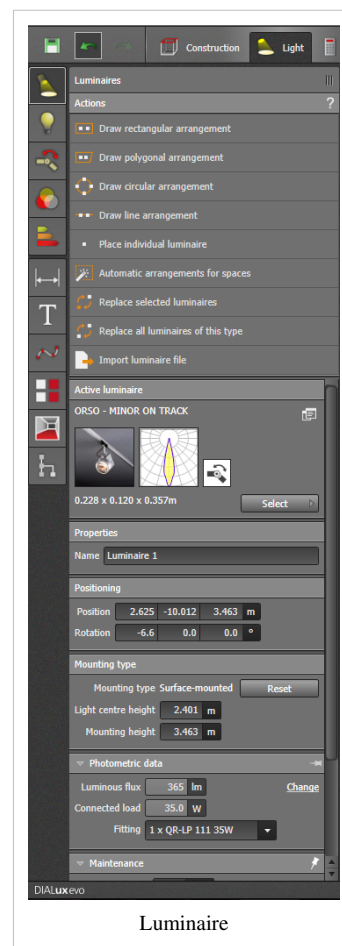 Construction Light
Luminaires
Actions ?
Draw rectangular arrangement
Draw polygonal arrangement
Draw circular arrangement
Draw line arrangement
Place individual luminaire
Automatic arrangements for spaces
T
Replace selected luminaires
Replace all luminaires of this type
Import luminaire file
Active luminaire
ORSO - MINOR ON TRACK
0.228 x 0.120 x 0.357m Select
Properties
Name Luminaire 1
Positioning
Position 2.625 -10.012 3.463 m
Rotation -6.6 0.0 0.0 °
Mounting type
Mounting type Surface-mounted Reset
Light centre height 2.401 m
Mounting height 3.463 m
Photometric data
Luminous flux 365 lm Change
Connected load 35.0 W
Fitting 1 x QR-LP 111 35W
Maintenance
DIALux evo
Luminaire